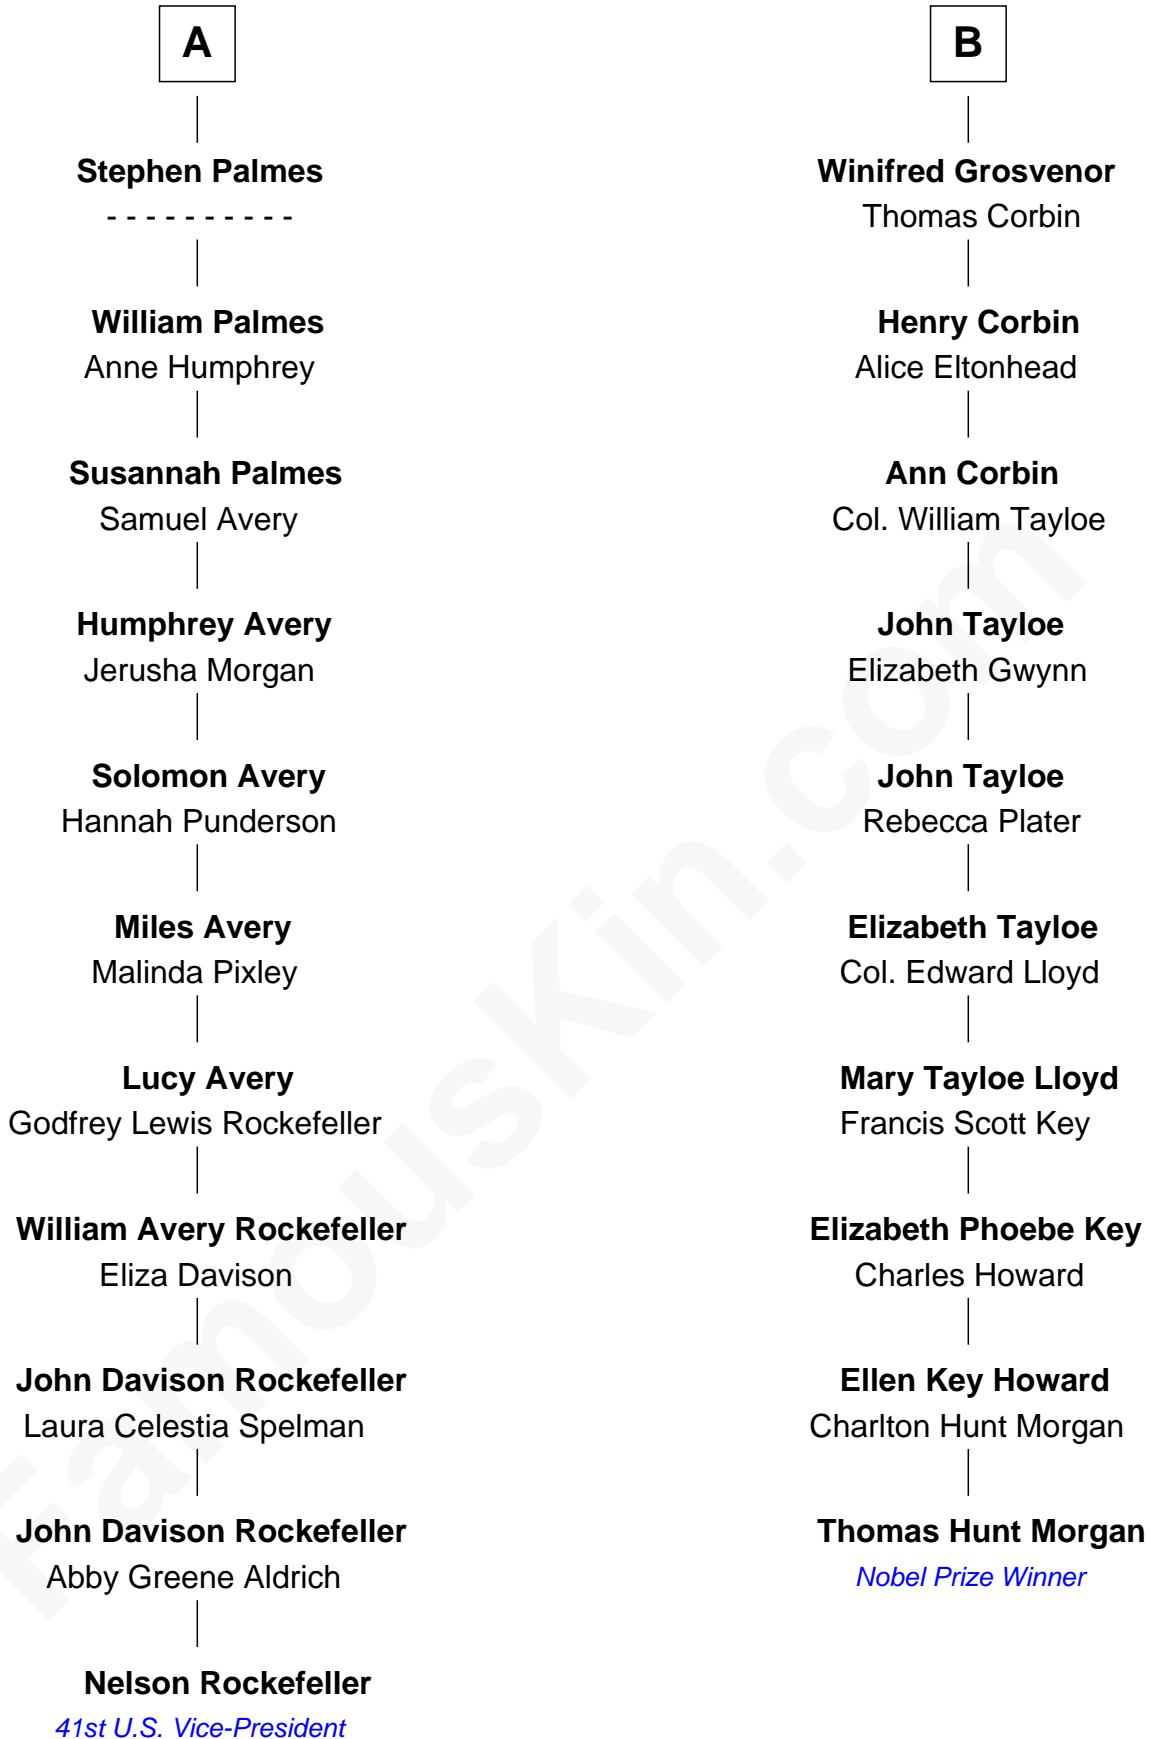 A
Stephen Palmes
- - - - - - - - - -
William Palmes
Anne Humphrey
Susannah Palmes
Samuel Avery
Humphrey Avery
Jerusha Morgan
Solomon Avery
Hannah Punderson
Miles Avery
Malinda Pixley
Lucy Avery
Godfrey Lewis Rockefeller
William Avery Rockefeller
Eliza Davison
John Davison Rockefeller
Laura Celestia Spelman
John Davison Rockefeller
Abby Greene Aldrich
Nelson Rockefeller
41st U.S. Vice-President
B
Winifred Grosvenor
Thomas Corbin
Henry Corbin
Alice Eltonhead
Ann Corbin
Col. William Tayloe
John Tayloe
Elizabeth Gwynn
John Tayloe
Rebecca Plater
Elizabeth Tayloe
Col. Edward Lloyd
Mary Tayloe Lloyd
Francis Scott Key
Elizabeth Phoebe Key
Charles Howard
Ellen Key Howard
Charlton Hunt Morgan
Thomas Hunt Morgan
Nobel Prize Winner
FamousKin.com